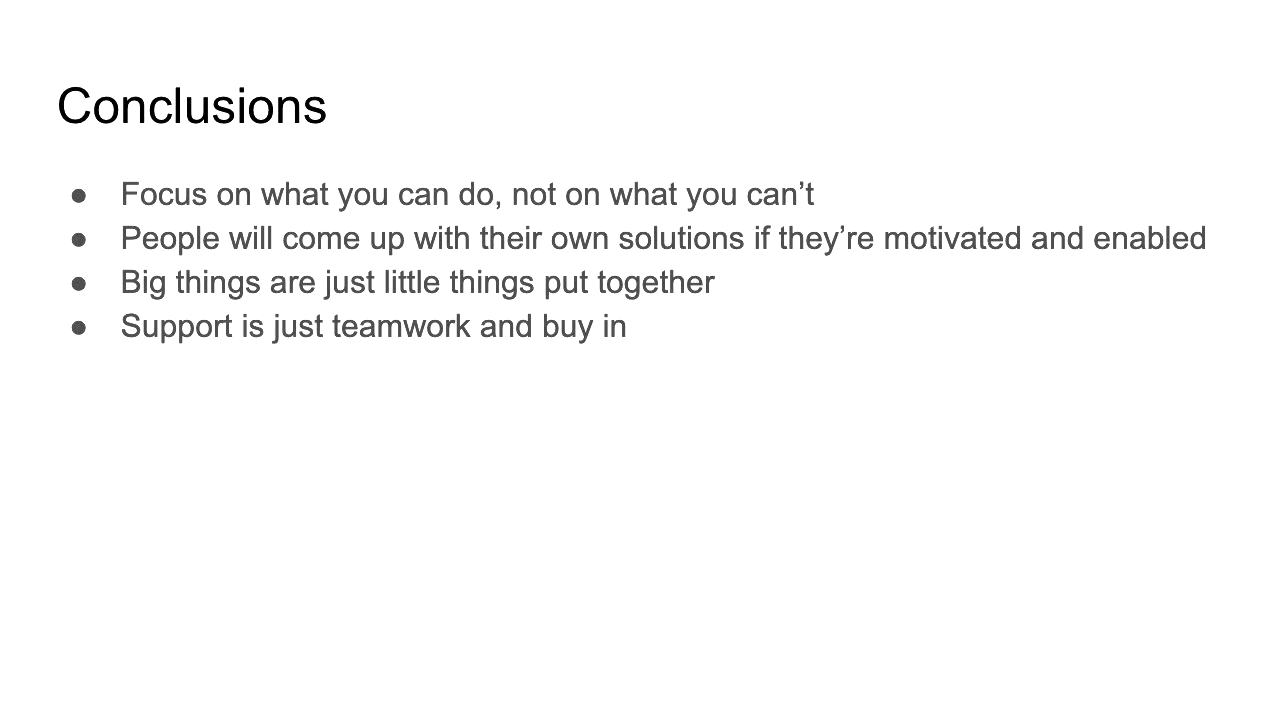 Conclusions
● Focus on what you can do, not on what you can’t
● People will come up with their own solutions if they’re motivated and enabled
● Big things are just little things put together
● Support is just teamwork and buy in